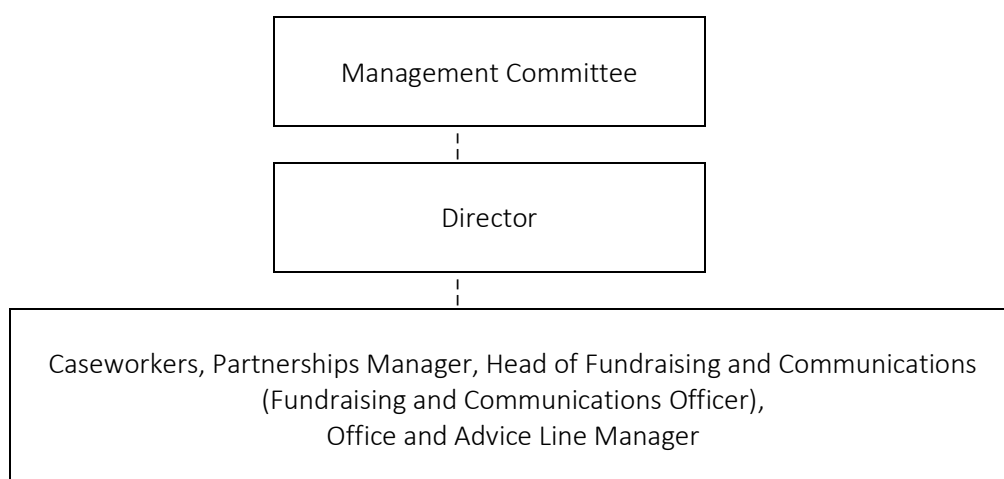 Management Committee
Director
Caseworkers, Partnerships Manager, Head of Fundraising and Communications
(Fundraising and Communications Officer),
Office and Advice Line Manager